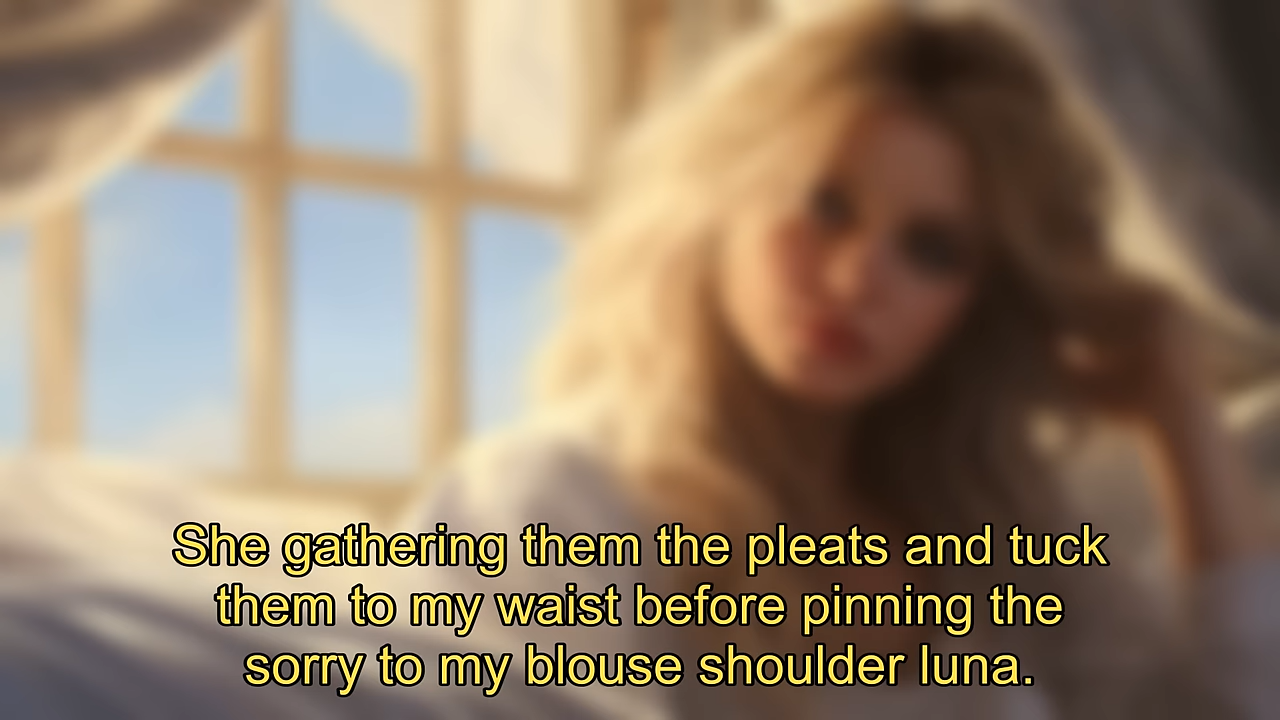 She gathering them the pleats and tuck
them to my waist before pinning the
sorry to my blouse shoulder luna.